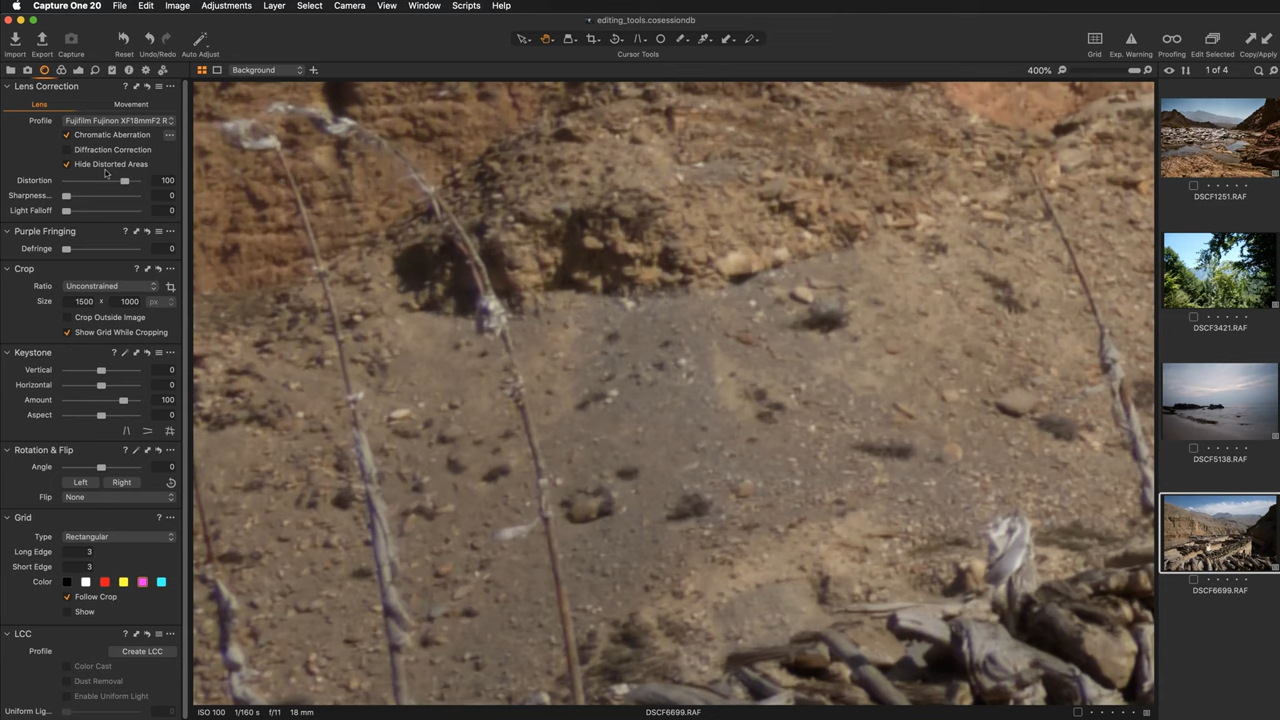 Capture One 20 File Edit Image Adjustments Layer Select Camera View Window Scripts Help
editing_tools.cosessiondb
Import Export Capture Reset Undo/Redo Auto Adjust Cursor Tools Grid Exp. Warning Proofing Edit Selected Copy/Apply
Background 400% 1 of 4
Lens Correction ?
Lens Movement
Profile Fujifilm Fujinon XF18mmF2 R
Chromatic Aberration
Diffraction Correction
Hide Distorted Areas
Distortion 100
Sharpness... 0
Light Falloff 0
Purple Fringing ?
Defringe 0
Crop ?
Ratio Unconstrained
Size 1500 x 1000 px
Crop Outside Image
Show Grid While Cropping
Keystone ?
Vertical 0
Horizontal 0
Amount 100
Aspect 0
Rotation & Flip ?
Angle 0
Left Right
Flip None
Grid ?
Type Rectangular
Long Edge 3
Short Edge 3
Color
Follow Crop
Show
LCC ?
Profile Create LCC
Color Cast
Dust Removal
Enable Uniform Light
Uniform Lig... 0
ISO 100 1/160 s f/11 18 mm DSCF6699.RAF
DSCF1251.RAF
DSCF3421.RAF
DSCF5138.RAF
DSCF6699.RAF